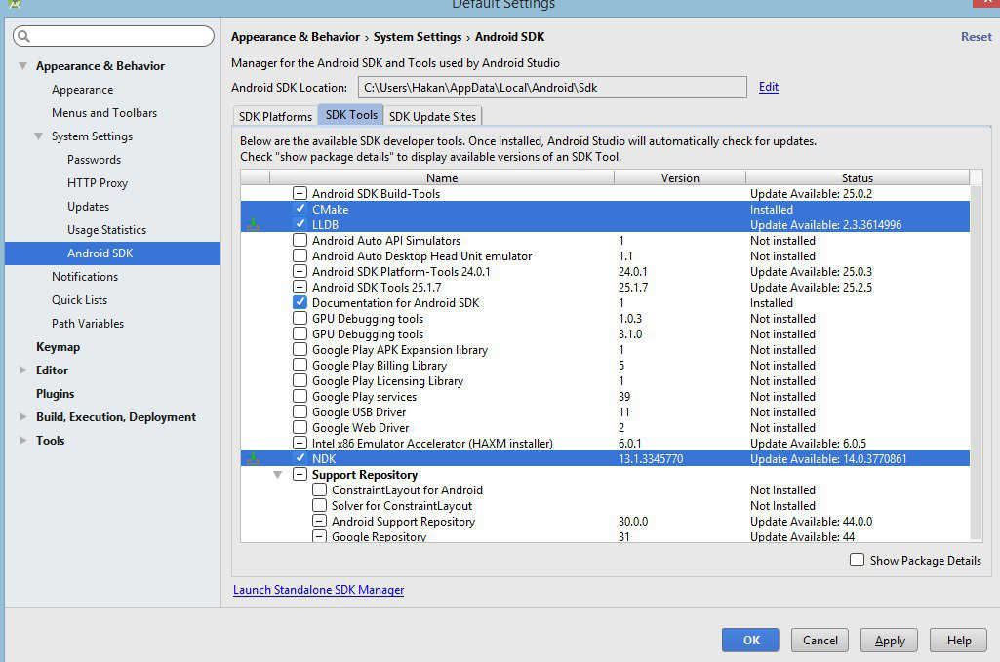 Default Settings
Appearance & Behavior
Appearance
Menus and Toolbars
System Settings
Passwords
HTTP Proxy
Updates
Usage Statistics
Android SDK
Notifications
Quick Lists
Path Variables
Keymap
Editor
Plugins
Build, Execution, Deployment
Tools
Appearance & Behavior › System Settings › Android SDK Reset
Manager for the Android SDK and Tools used by Android Studio
Android SDK Location: C:\Users\Hakan\AppData\Local\Android\Sdk Edit
SDK Platforms SDK Tools SDK Update Sites
Below are the available SDK developer tools. Once installed, Android Studio will automatically check for updates.
Check "show package details" to display available versions of an SDK Tool.
Name Version Status
Android SDK Build-Tools Update Available: 25.0.2
CMake Installed
LLDB Update Available: 2.3.3614996
Android Auto API Simulators 1 Not installed
Android Auto Desktop Head Unit emulator 1.1 Not installed
Android SDK Platform-Tools 24.0.1 24.0.1 Update Available: 25.0.3
Android SDK Tools 25.1.7 25.1.7 Update Available: 25.2.5
Documentation for Android SDK 1 Installed
GPU Debugging tools 1.0.3 Not installed
GPU Debugging tools 3.1.0 Not installed
Google Play APK Expansion library 1 Not installed
Google Play Billing Library 5 Not installed
Google Play Licensing Library 1 Not installed
Google Play services 39 Not installed
Google USB Driver 11 Not installed
Google Web Driver 2 Not installed
Intel x86 Emulator Accelerator (HAXM installer) 6.0.1 Update Available: 6.0.5
NDK 13.1.3345770 Update Available: 14.0.3770861
Support Repository
ConstraintLayout for Android Not Installed
Solver for ConstraintLayout Not Installed
Android Support Repository 30.0.0 Update Available: 44.0.0
Google Repository 31 Update Available: 44
Show Package Details
Launch Standalone SDK Manager
OK Cancel Apply Help